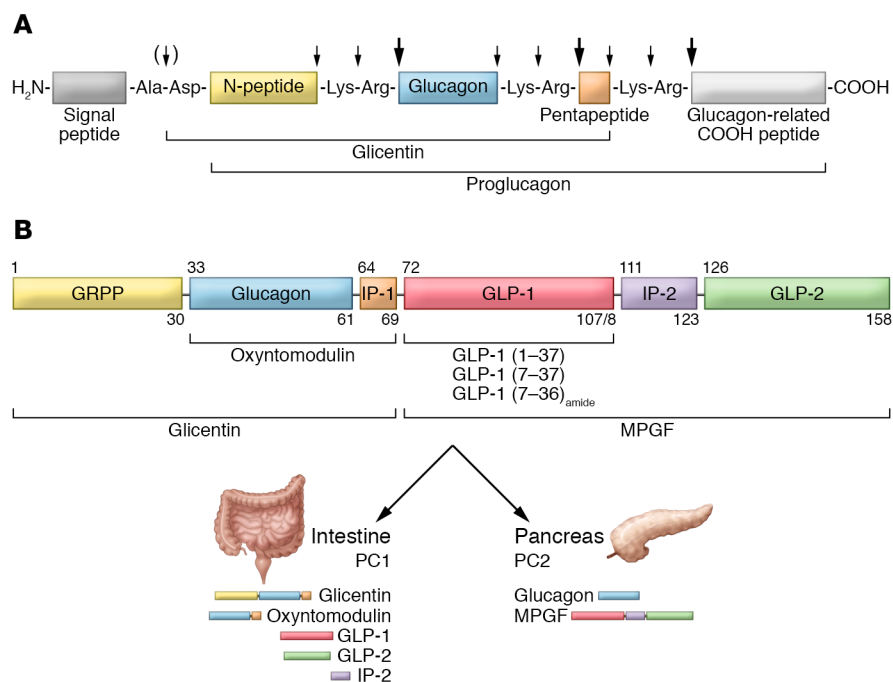 A
(↓)
H₂N- -Ala-Asp- N-peptide -Lys-Arg- Glucagon -Lys-Arg- -Lys-Arg- -COOH
Signal peptide
Pentapeptide
Glucagon-related COOH peptide
Glicentin
Proglucagon
B
1 33 64 72 111 126
GRPP Glucagon IP-1 GLP-1 IP-2 GLP-2
30 61 69 107/8 123 158
Oxyntomodulin
GLP-1 (1–37)
GLP-1 (7–37)
GLP-1 (7–36)amide
Glicentin MPGF
Intestine
PC1
Pancreas
PC2
Glicentin
Oxyntomodulin
GLP-1
GLP-2
IP-2
Glucagon
MPGF